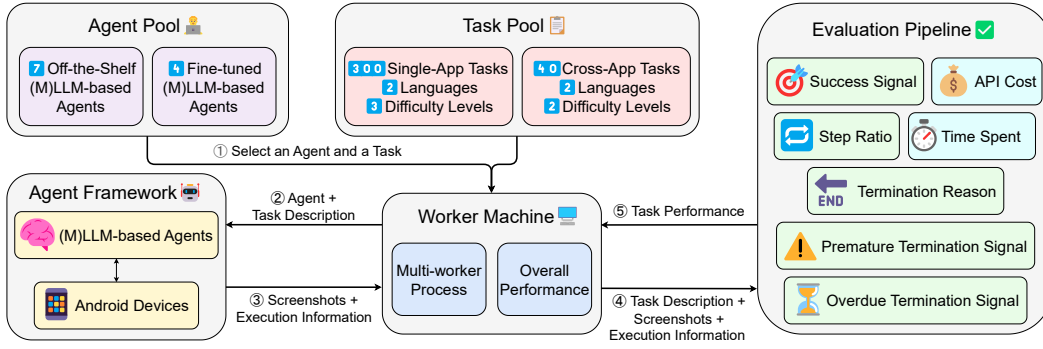 Agent Pool
7 Off-the-Shelf
(M)LLM-based
Agents
4 Fine-tuned
(M)LLM-based
Agents
Task Pool
300 Single-App Tasks
2 Languages
3 Difficulty Levels
40 Cross-App Tasks
2 Languages
2 Difficulty Levels
① Select an Agent and a Task
Agent Framework
(M)LLM-based Agents
Android Devices
② Agent +
Task Description
③ Screenshots +
Execution Information
Worker Machine
Multi-worker
Process
Overall
Performance
⑤ Task Performance
④ Task Description +
Screenshots +
Execution Information
Evaluation Pipeline
Success Signal
API Cost
Step Ratio
Time Spent
END
Termination Reason
Premature Termination Signal
Overdue Termination Signal